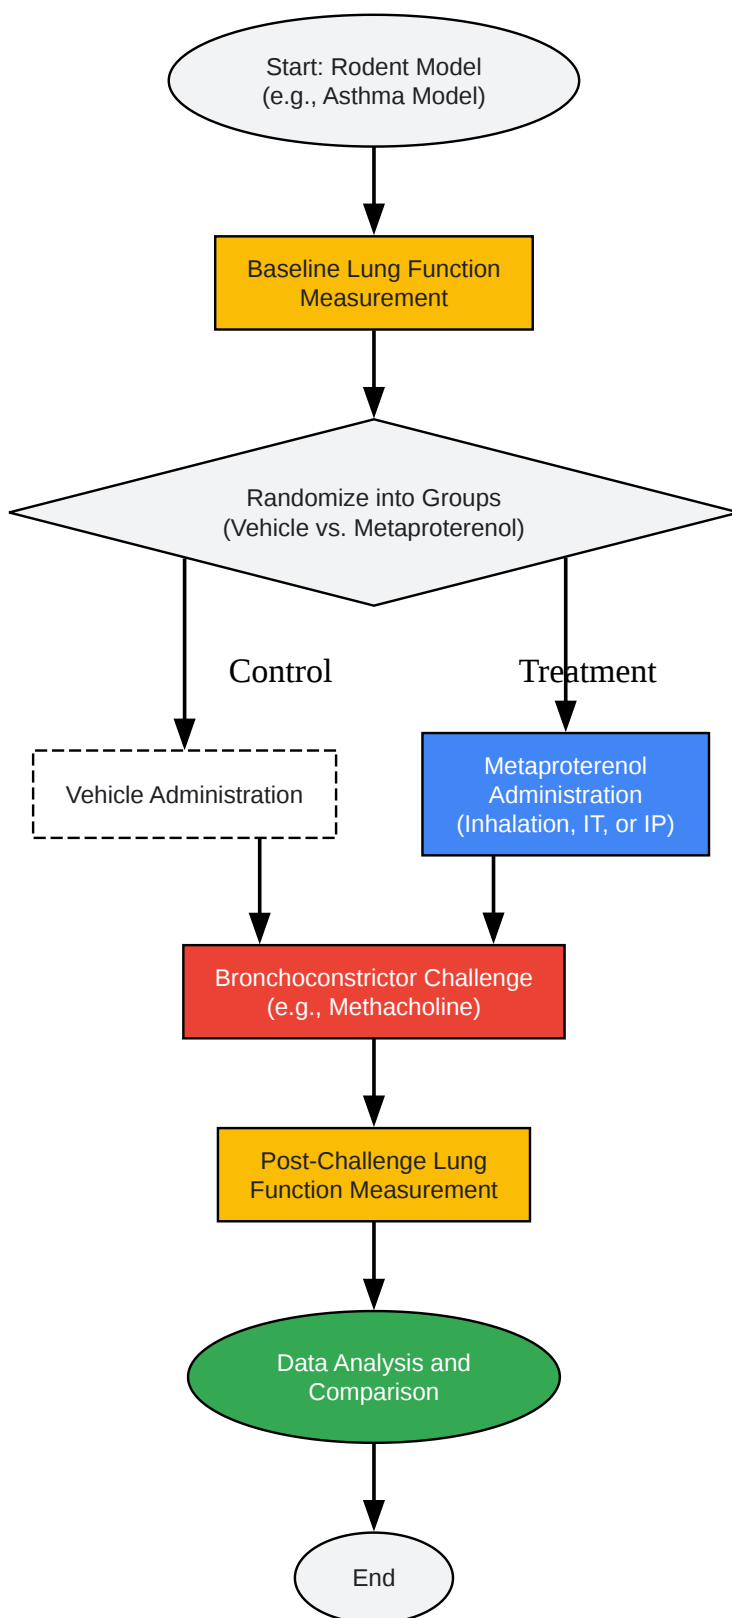 Start: Rodent Model
(e.g., Asthma Model)
Baseline Lung Function
Measurement
Randomize into Groups
(Vehicle vs. Metaproterenol)
Control
Treatment
Vehicle Administration
Metaproterenol
Administration
(Inhalation, IT, or IP)
Bronchoconstrictor Challenge
(e.g., Methacholine)
Post-Challenge Lung
Function Measurement
Data Analysis and
Comparison
End